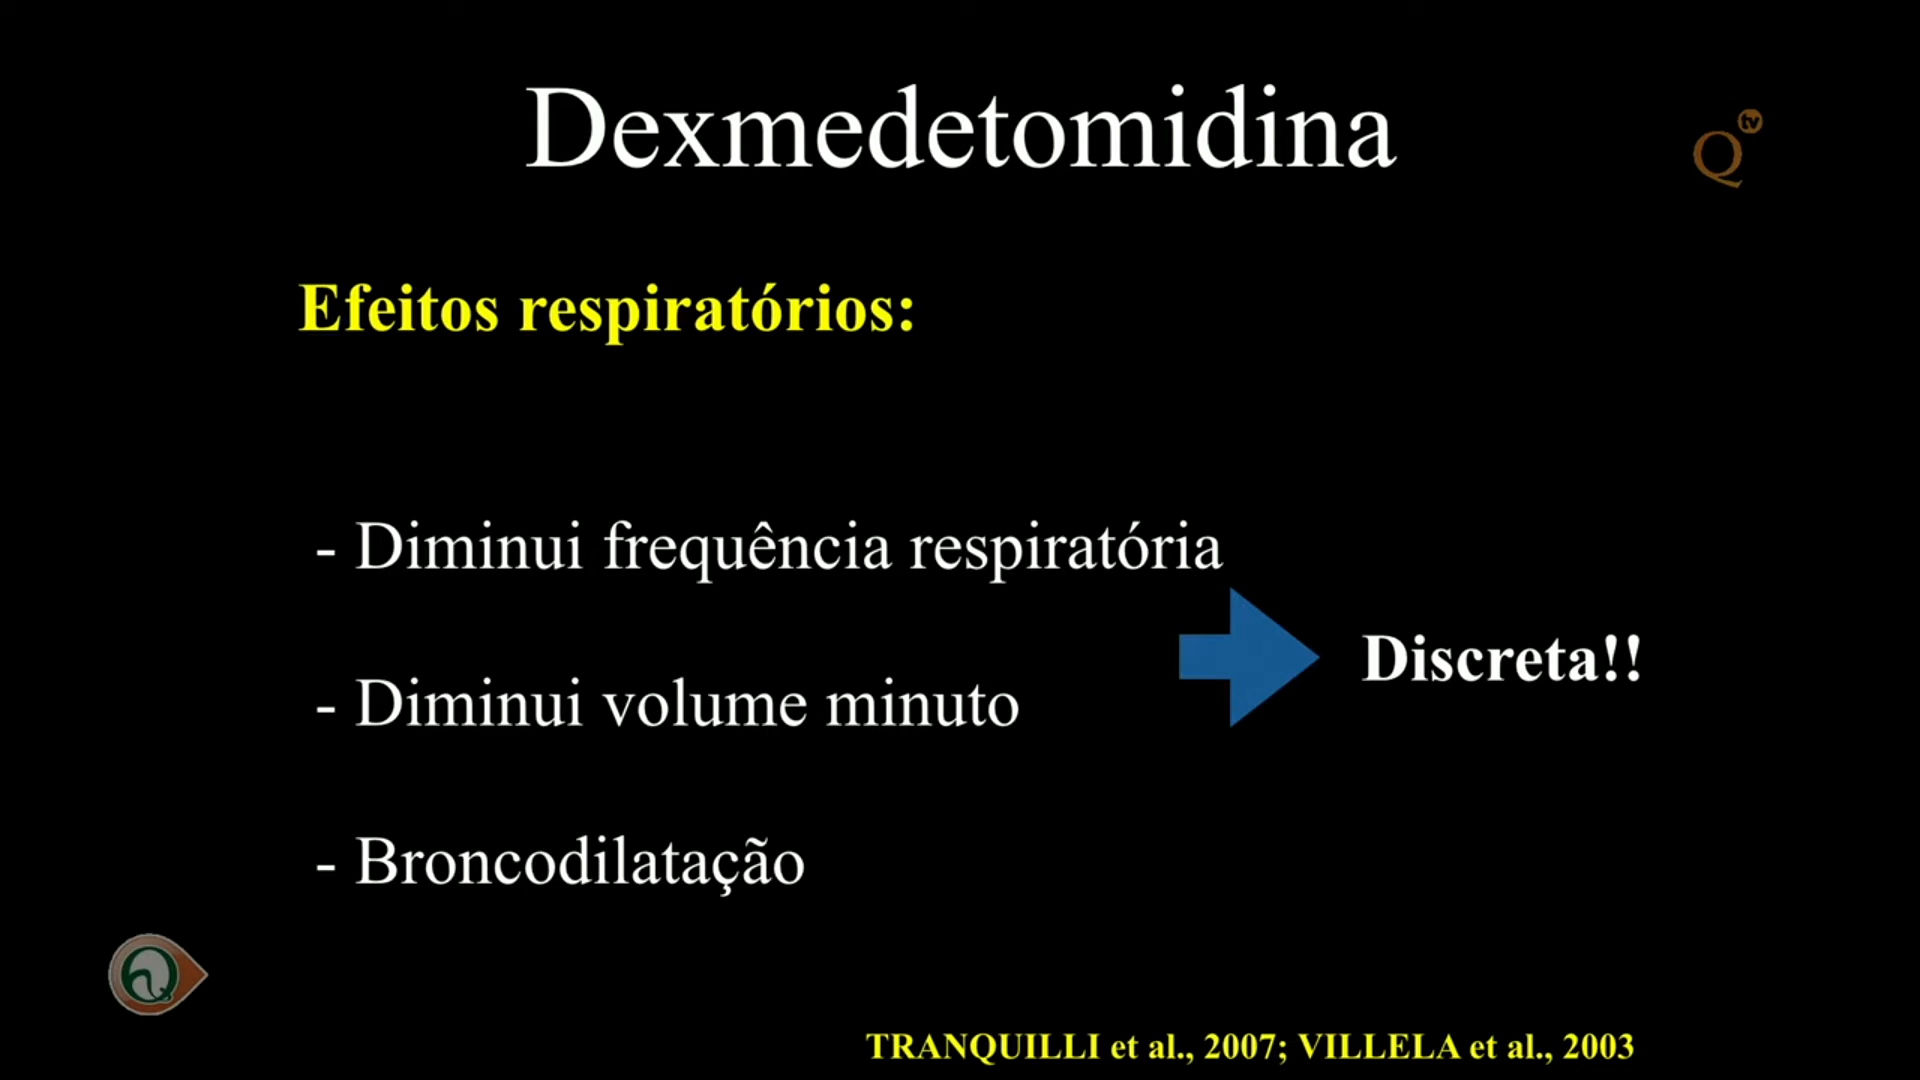 Dexmedetomidina
Q tv
Efeitos respiratórios:
- Diminui frequência respiratória
Discreta!!
- Diminui volume minuto
- Broncodilatação
TRANQUILLI et al., 2007; VILLELA et al., 2003